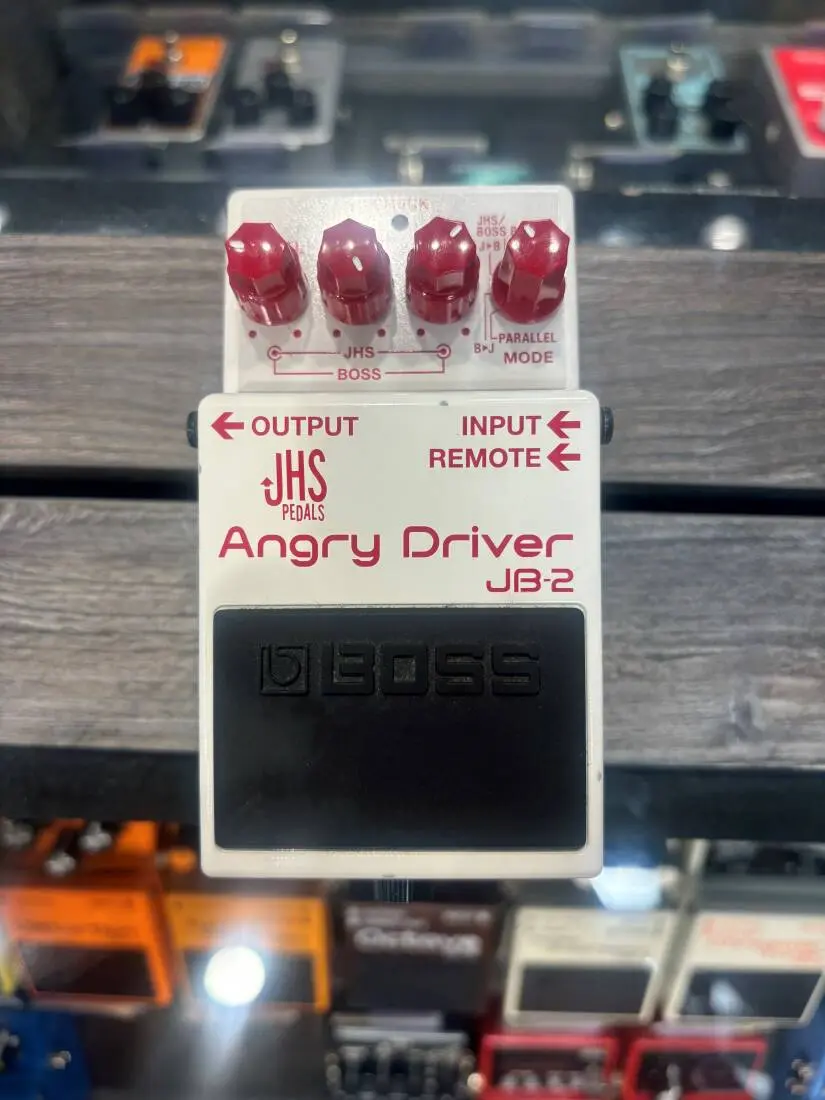 JHS/
BOSS
J▸B
PARALLEL
B▸J
MODE
JHS
BOSS
← OUTPUT
INPUT ←
REMOTE ←
JHS
PEDALS
Angry Driver
JB-2
BOSS